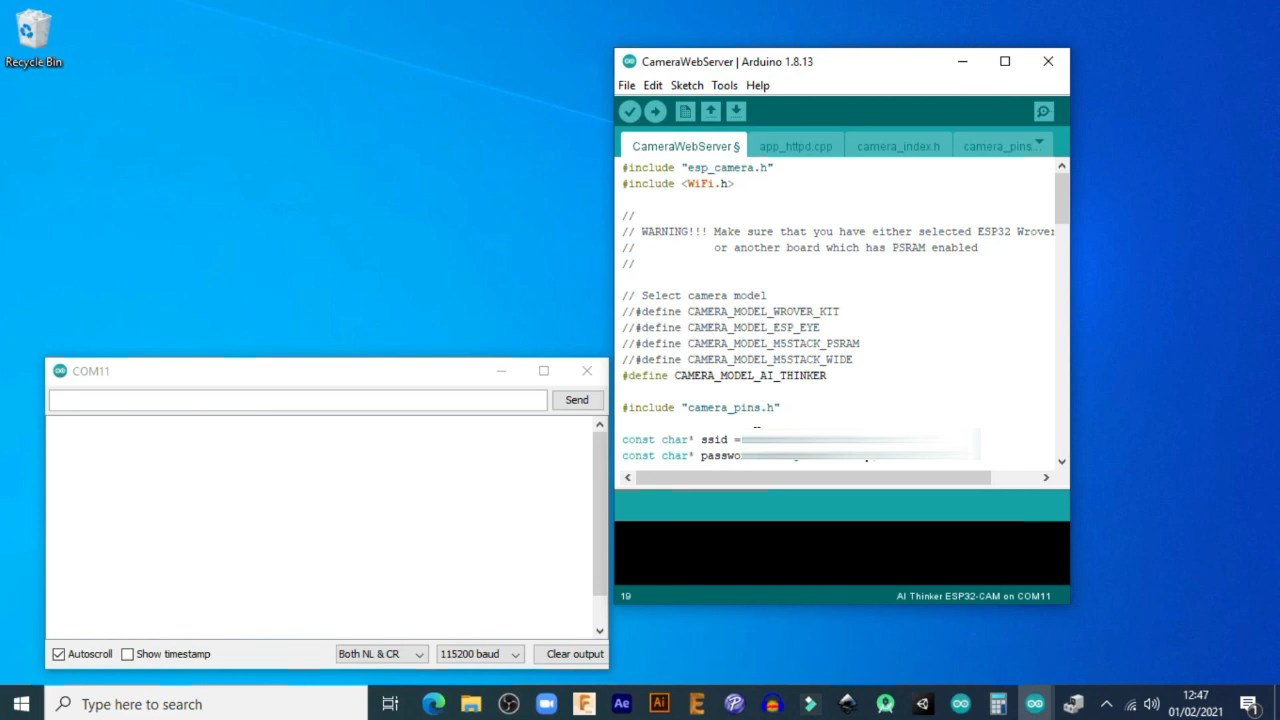 Recycle Bin
CameraWebServer | Arduino 1.8.13
File Edit Sketch Tools Help
CameraWebServer § app_httpd.cpp camera_index.h camera_pins...
#include "esp_camera.h"
#include <WiFi.h>
//
// WARNING!!! Make sure that you have either selected ESP32 Wrover
// or another board which has PSRAM enabled
//
// Select camera model
//#define CAMERA_MODEL_WROVER_KIT
//#define CAMERA_MODEL_ESP_EYE
//#define CAMERA_MODEL_M5STACK_PSRAM
//#define CAMERA_MODEL_M5STACK_WIDE
#define CAMERA_MODEL_AI_THINKER
#include "camera_pins.h"
const char* ssid =
const char* passwo
19 AI Thinker ESP32-CAM on COM11
COM11
Send
Autoscroll Show timestamp Both NL & CR 115200 baud Clear output
Type here to search
Ae Ai
12:47
01/02/2021
1